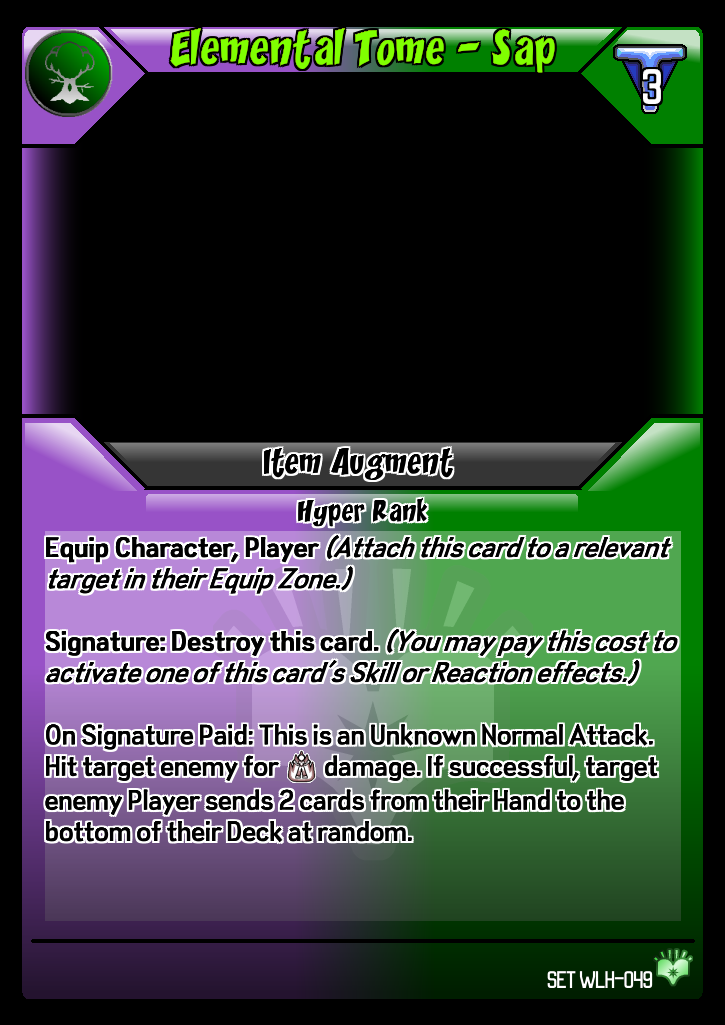 Elemental Tome - Sap
3
Item Augment
Hyper Rank
Equip Character, Player (Attach this card to a relevant
target in their Equip Zone.)
Signature: Destroy this card. (You may pay this cost to
activate one of this card's Skill or Reaction effects.)
On Signature Paid: This is an Unknown Normal Attack.
Hit target enemy for damage. If successful, target
enemy Player sends 2 cards from their Hand to the
bottom of their Deck at random.
SET WLH-049